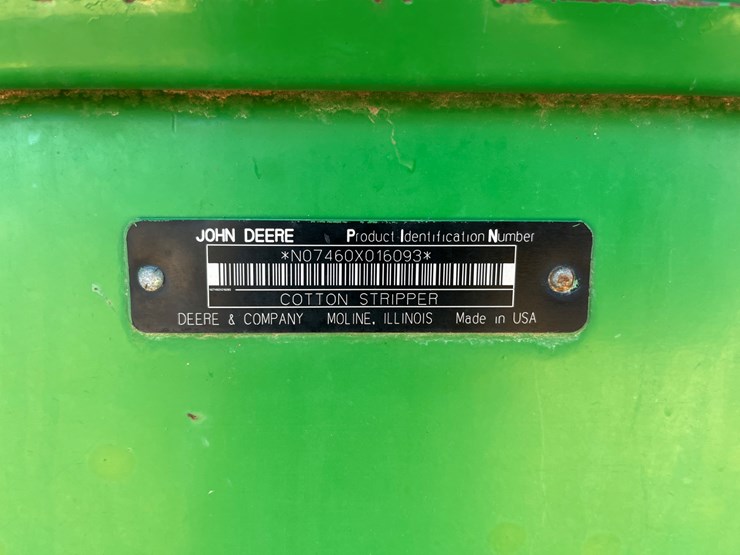 JOHN DEERE Product Identification Number
*N07460X016093*
COTTON STRIPPER
DEERE & COMPANY MOLINE, ILLINOIS Made in USA